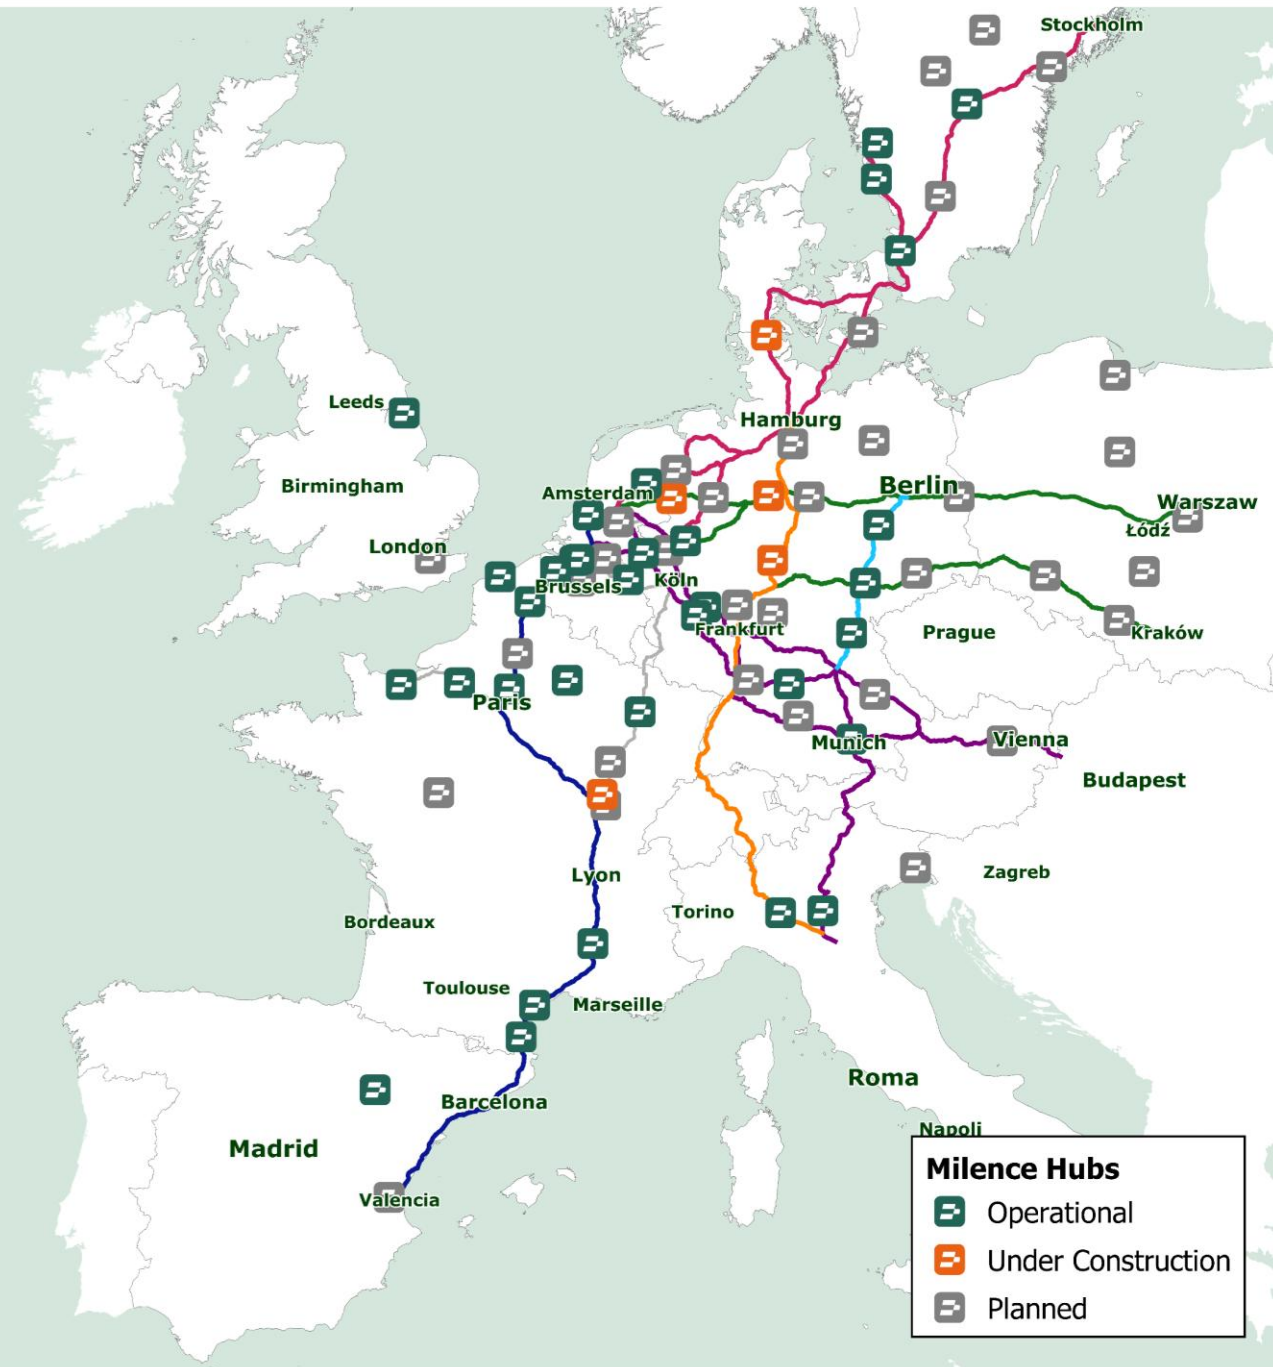 Stockholm
Leeds
Hamburg
Birmingham
Amsterdam
Berlin
Warszaw
Łódź
London
Brussels
Köln
Frankfurt
Prague
Kraków
Paris
Munich
Vienna
Budapest
Lyon
Zagreb
Torino
Bordeaux
Toulouse
Marseille
Roma
Barcelona
Madrid
Napoli
Valencia
Milence Hubs
Operational
Under Construction
Planned